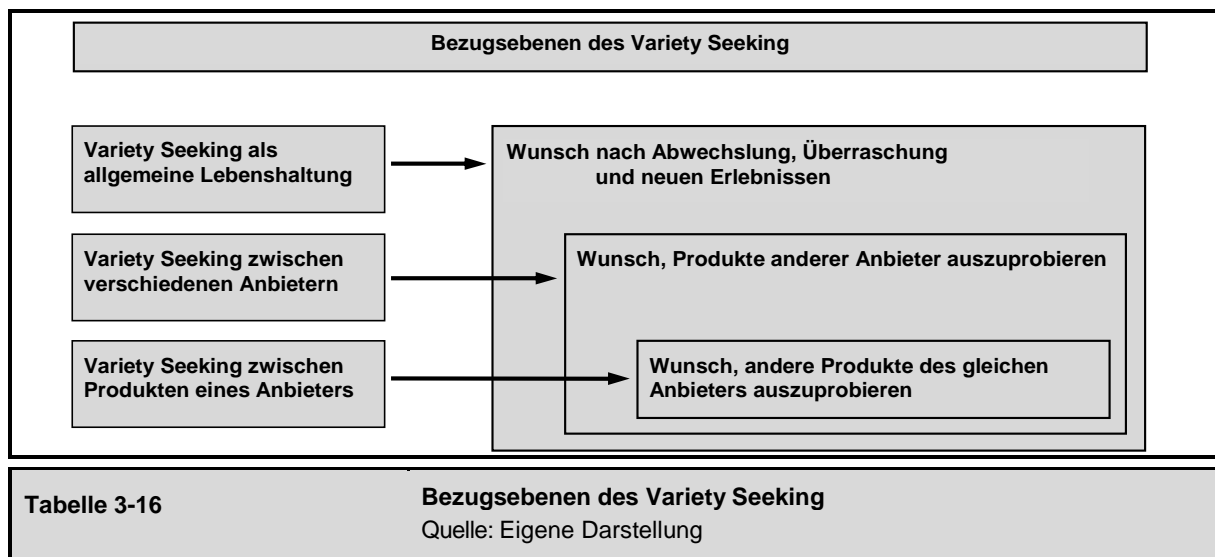 Bezugsebenen des Variety Seeking
Variety Seeking als
allgemeine Lebenshaltung
Wunsch nach Abwechslung, Überraschung
und neuen Erlebnissen
Variety Seeking zwischen
verschiedenen Anbietern
Wunsch, Produkte anderer Anbieter auszuprobieren
Variety Seeking zwischen
Produkten eines Anbieters
Wunsch, andere Produkte des gleichen
Anbieters auszuprobieren
Tabelle 3-16
Bezugsebenen des Variety Seeking
Quelle: Eigene Darstellung